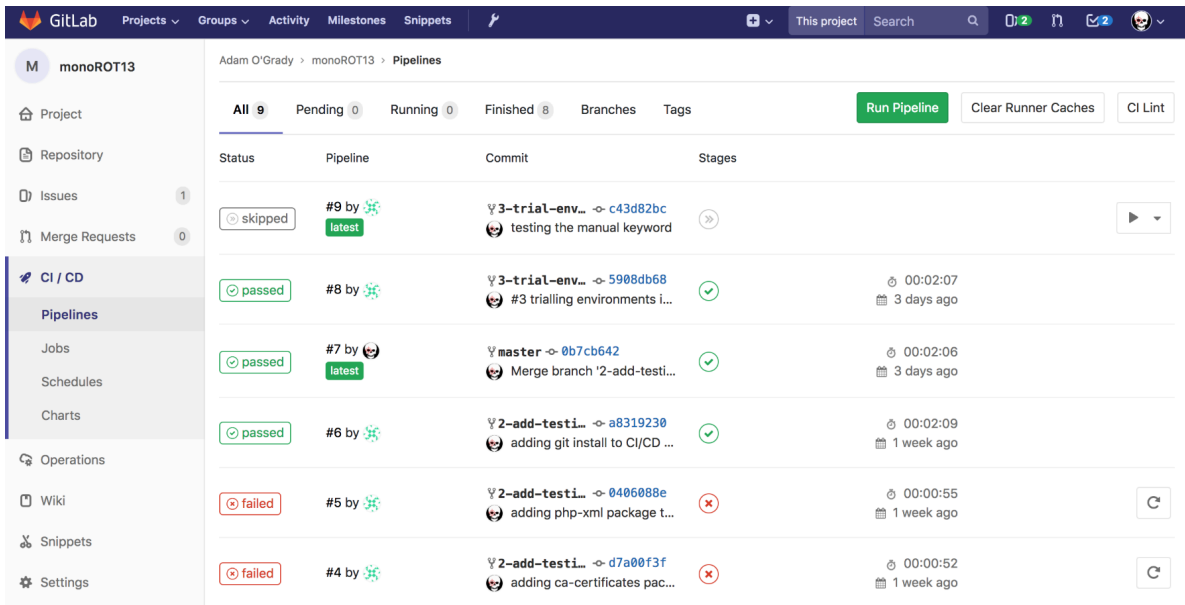 GitLab Projects Groups Activity Milestones Snippets This project Search 2 2
M monoROT13
Adam O'Grady › monoROT13 › Pipelines
All 9 Pending 0 Running 0 Finished 8 Branches Tags Run Pipeline Clear Runner Caches CI Lint
Project
Repository
Issues 1
Merge Requests 0
CI / CD
Pipelines
Jobs
Schedules
Charts
Operations
Wiki
Snippets
Settings
Status Pipeline Commit Stages
skipped #9 by latest 3-trial-env… c43d82bc
testing the manual keyword
passed #8 by 3-trial-env… 5908db68 00:02:07
#3 trialling environments i… 3 days ago
passed #7 by latest master 0b7cb642 00:02:06
Merge branch '2-add-testi… 3 days ago
passed #6 by 2-add-testi… a8319230 00:02:09
adding git install to CI/CD … 1 week ago
failed #5 by 2-add-testi… 0406088e 00:00:55
adding php-xml package t… 1 week ago
failed #4 by 2-add-testi… d7a00f3f 00:00:52
adding ca-certificates pac… 1 week ago